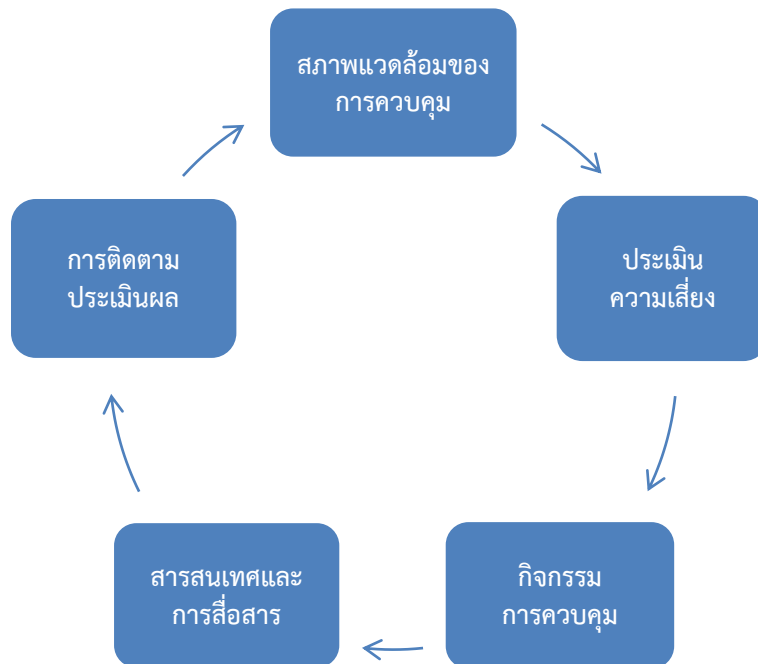 สภาพแวดล้อมของ
การควบคุม
ประเมิน
ความเสี่ยง
กิจกรรม
การควบคุม
สารสนเทศและ
การสื่อสาร
การติดตาม
ประเมินผล